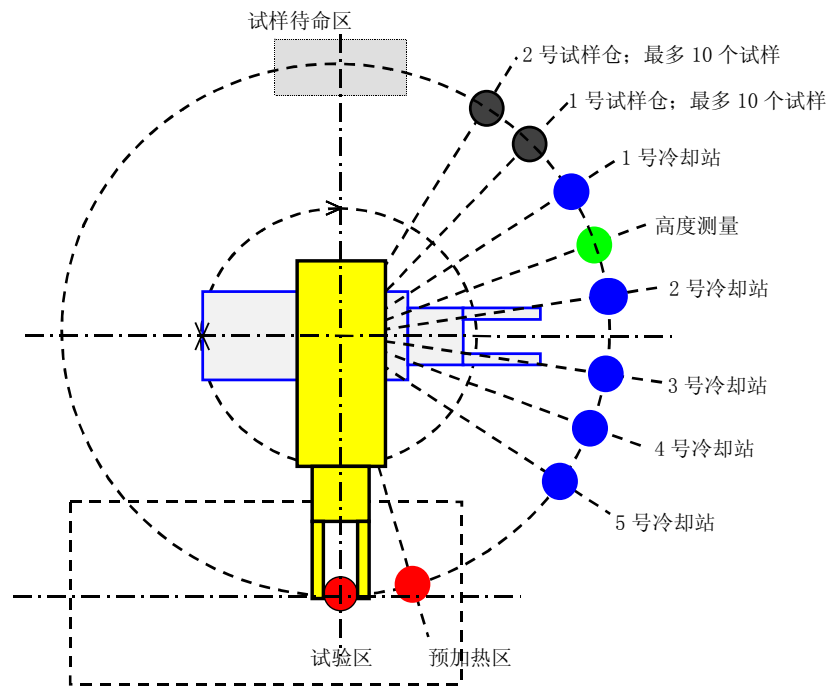 试样待命区
2 号试样仓；最多 10 个试样
1 号试样仓；最多 10 个试样
1 号冷却站
高度测量
2 号冷却站
3 号冷却站
4 号冷却站
5 号冷却站
试验区
预加热区